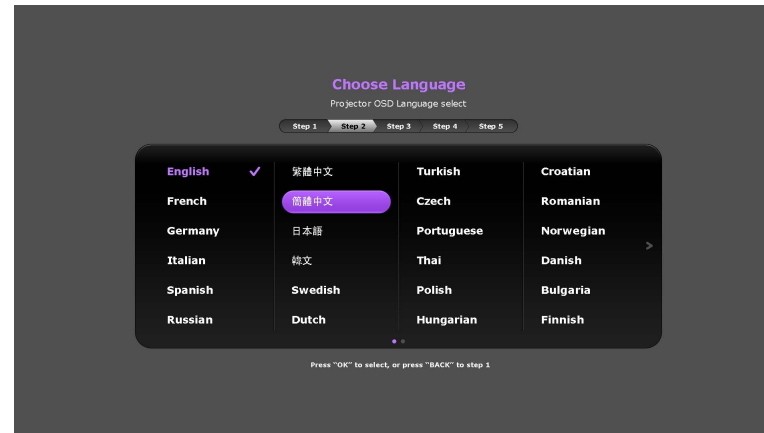 Choose Language
Projector OSD Language select
Step 1 Step 2 Step 3 Step 4 Step 5
English 繁體中文 Turkish Croatian
French 簡體中文 Czech Romanian
Germany 日本語 Portuguese Norwegian
Italian 韓文 Thai Danish
Spanish Swedish Polish Bulgaria
Russian Dutch Hungarian Finnish
Press "OK" to select, or press "BACK" to step 1